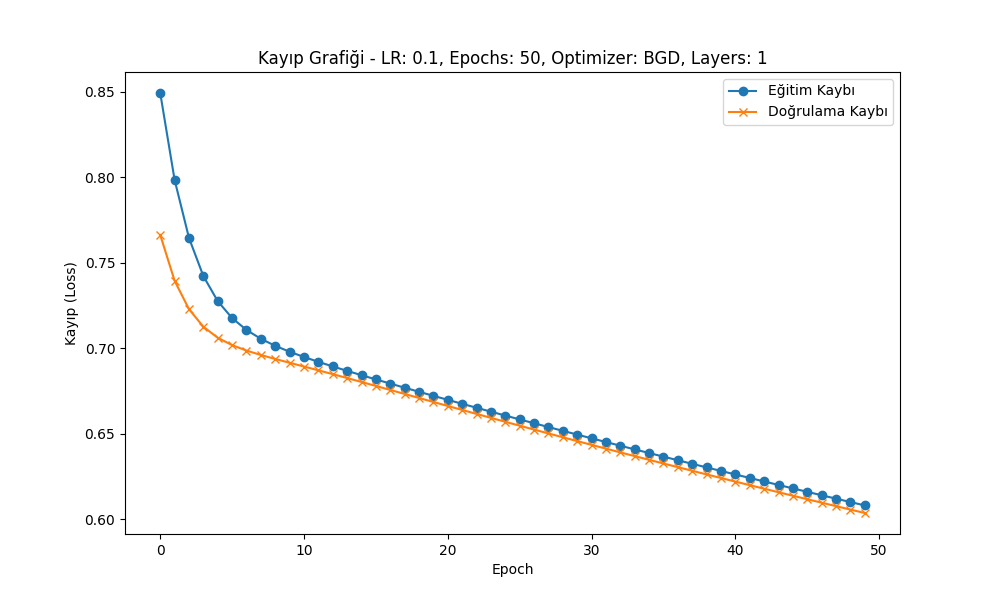 Kayıp Grafiği - LR: 0.1, Epochs: 50, Optimizer: BGD, Layers: 1
Eğitim Kaybı
Doğrulama Kaybı
Kayıp (Loss)
0.85
0.80
0.75
0.70
0.65
0.60
0 10 20 30 40 50
Epoch